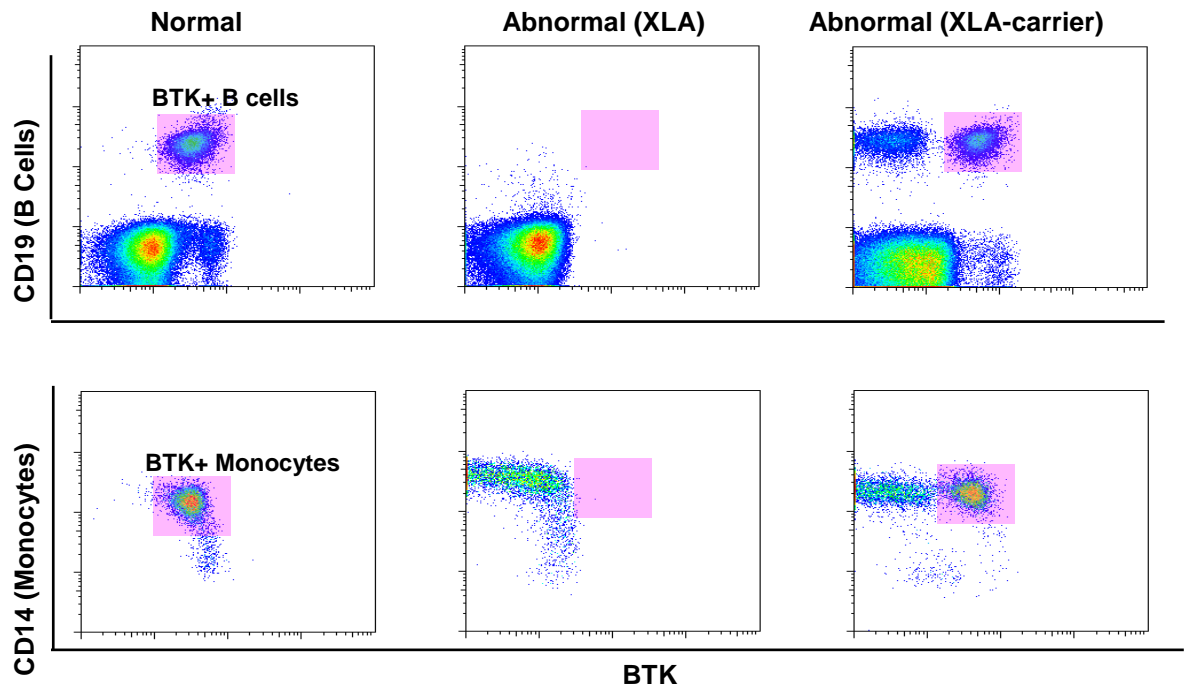 Normal
Abnormal (XLA)
Abnormal (XLA-carrier)
CD19 (B Cells)
BTK+ B cells
CD14 (Monocytes)
BTK+ Monocytes
BTK